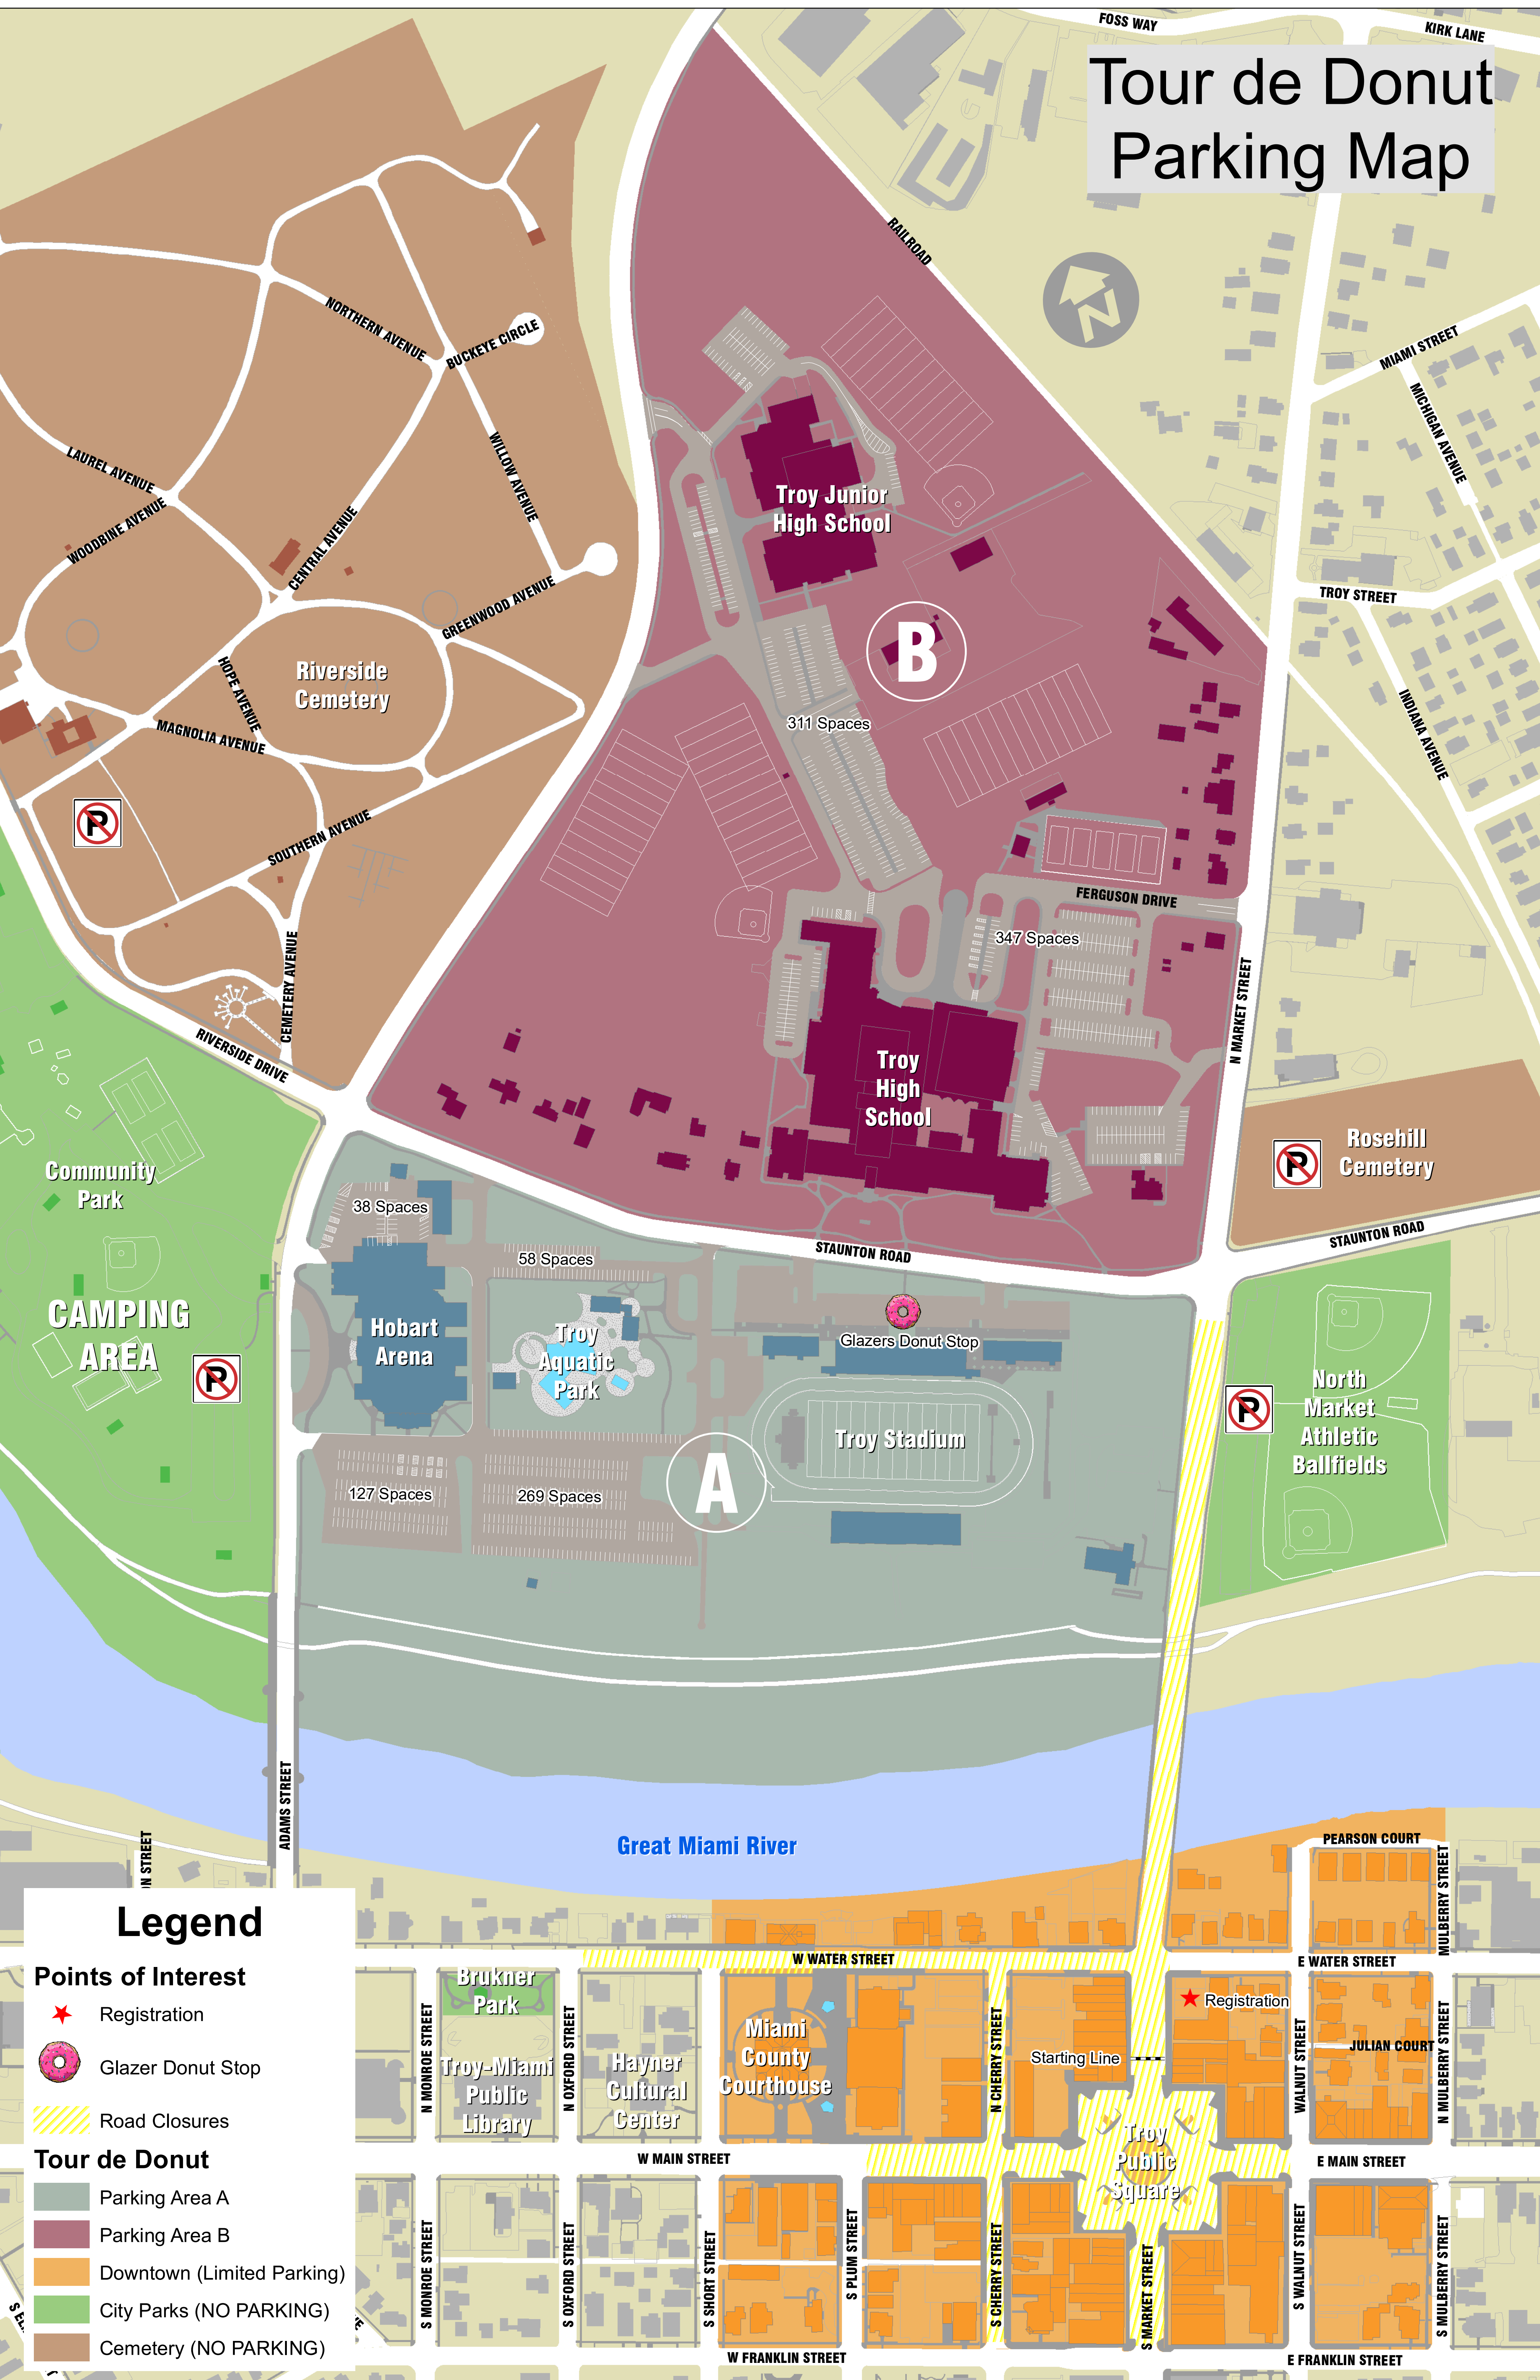 FOSS WAY
KIRK LANE
Tour de Donut
Parking Map
RAILROAD
N
MIAMI STREET
MICHIGAN AVENUE
NORTHERN AVENUE
BUCKEYE CIRCLE
LAUREL AVENUE
WILLOW AVENUE
WOODBINE AVENUE
CENTRAL AVENUE
Troy Junior
High School
GREENWOOD AVENUE
TROY STREET
B
Riverside
Cemetery
HOPE AVENUE
MAGNOLIA AVENUE
311 Spaces
INDIANA AVENUE
P
SOUTHERN AVENUE
FERGUSON DRIVE
347 Spaces
CEMETERY AVENUE
N MARKET STREET
RIVERSIDE DRIVE
Troy
High
School
Community
Park
P
Rosehill
Cemetery
38 Spaces
STAUNTON ROAD
STAUNTON ROAD
58 Spaces
CAMPING
AREA
P
Hobart
Arena
Troy
Aquatic
Park
Glazers Donut Stop
Troy Stadium
P
North
Market
Athletic
Ballfields
127 Spaces
269 Spaces
A
ADAMS STREET
Great Miami River
PEARSON COURT
N STREET
MULBERRY STREET
W WATER STREET
E WATER STREET
Brukner
Park
Troy-Miami
Public
Library
N MONROE STREET
N OXFORD STREET
Hayner
Cultural
Center
Miami
County
Courthouse
N CHERRY STREET
Registration
Starting Line
WALNUT STREET
JULIAN COURT
N MULBERRY STREET
Troy
Public
Square
W MAIN STREET
E MAIN STREET
S MONROE STREET
S OXFORD STREET
S SHORT STREET
S PLUM STREET
S CHERRY STREET
S MARKET STREET
S WALNUT STREET
S MULBERRY STREET
W FRANKLIN STREET
E FRANKLIN STREET
Legend
Points of Interest
Registration
Glazer Donut Stop
Road Closures
Tour de Donut
Parking Area A
Parking Area B
Downtown (Limited Parking)
City Parks (NO PARKING)
Cemetery (NO PARKING)